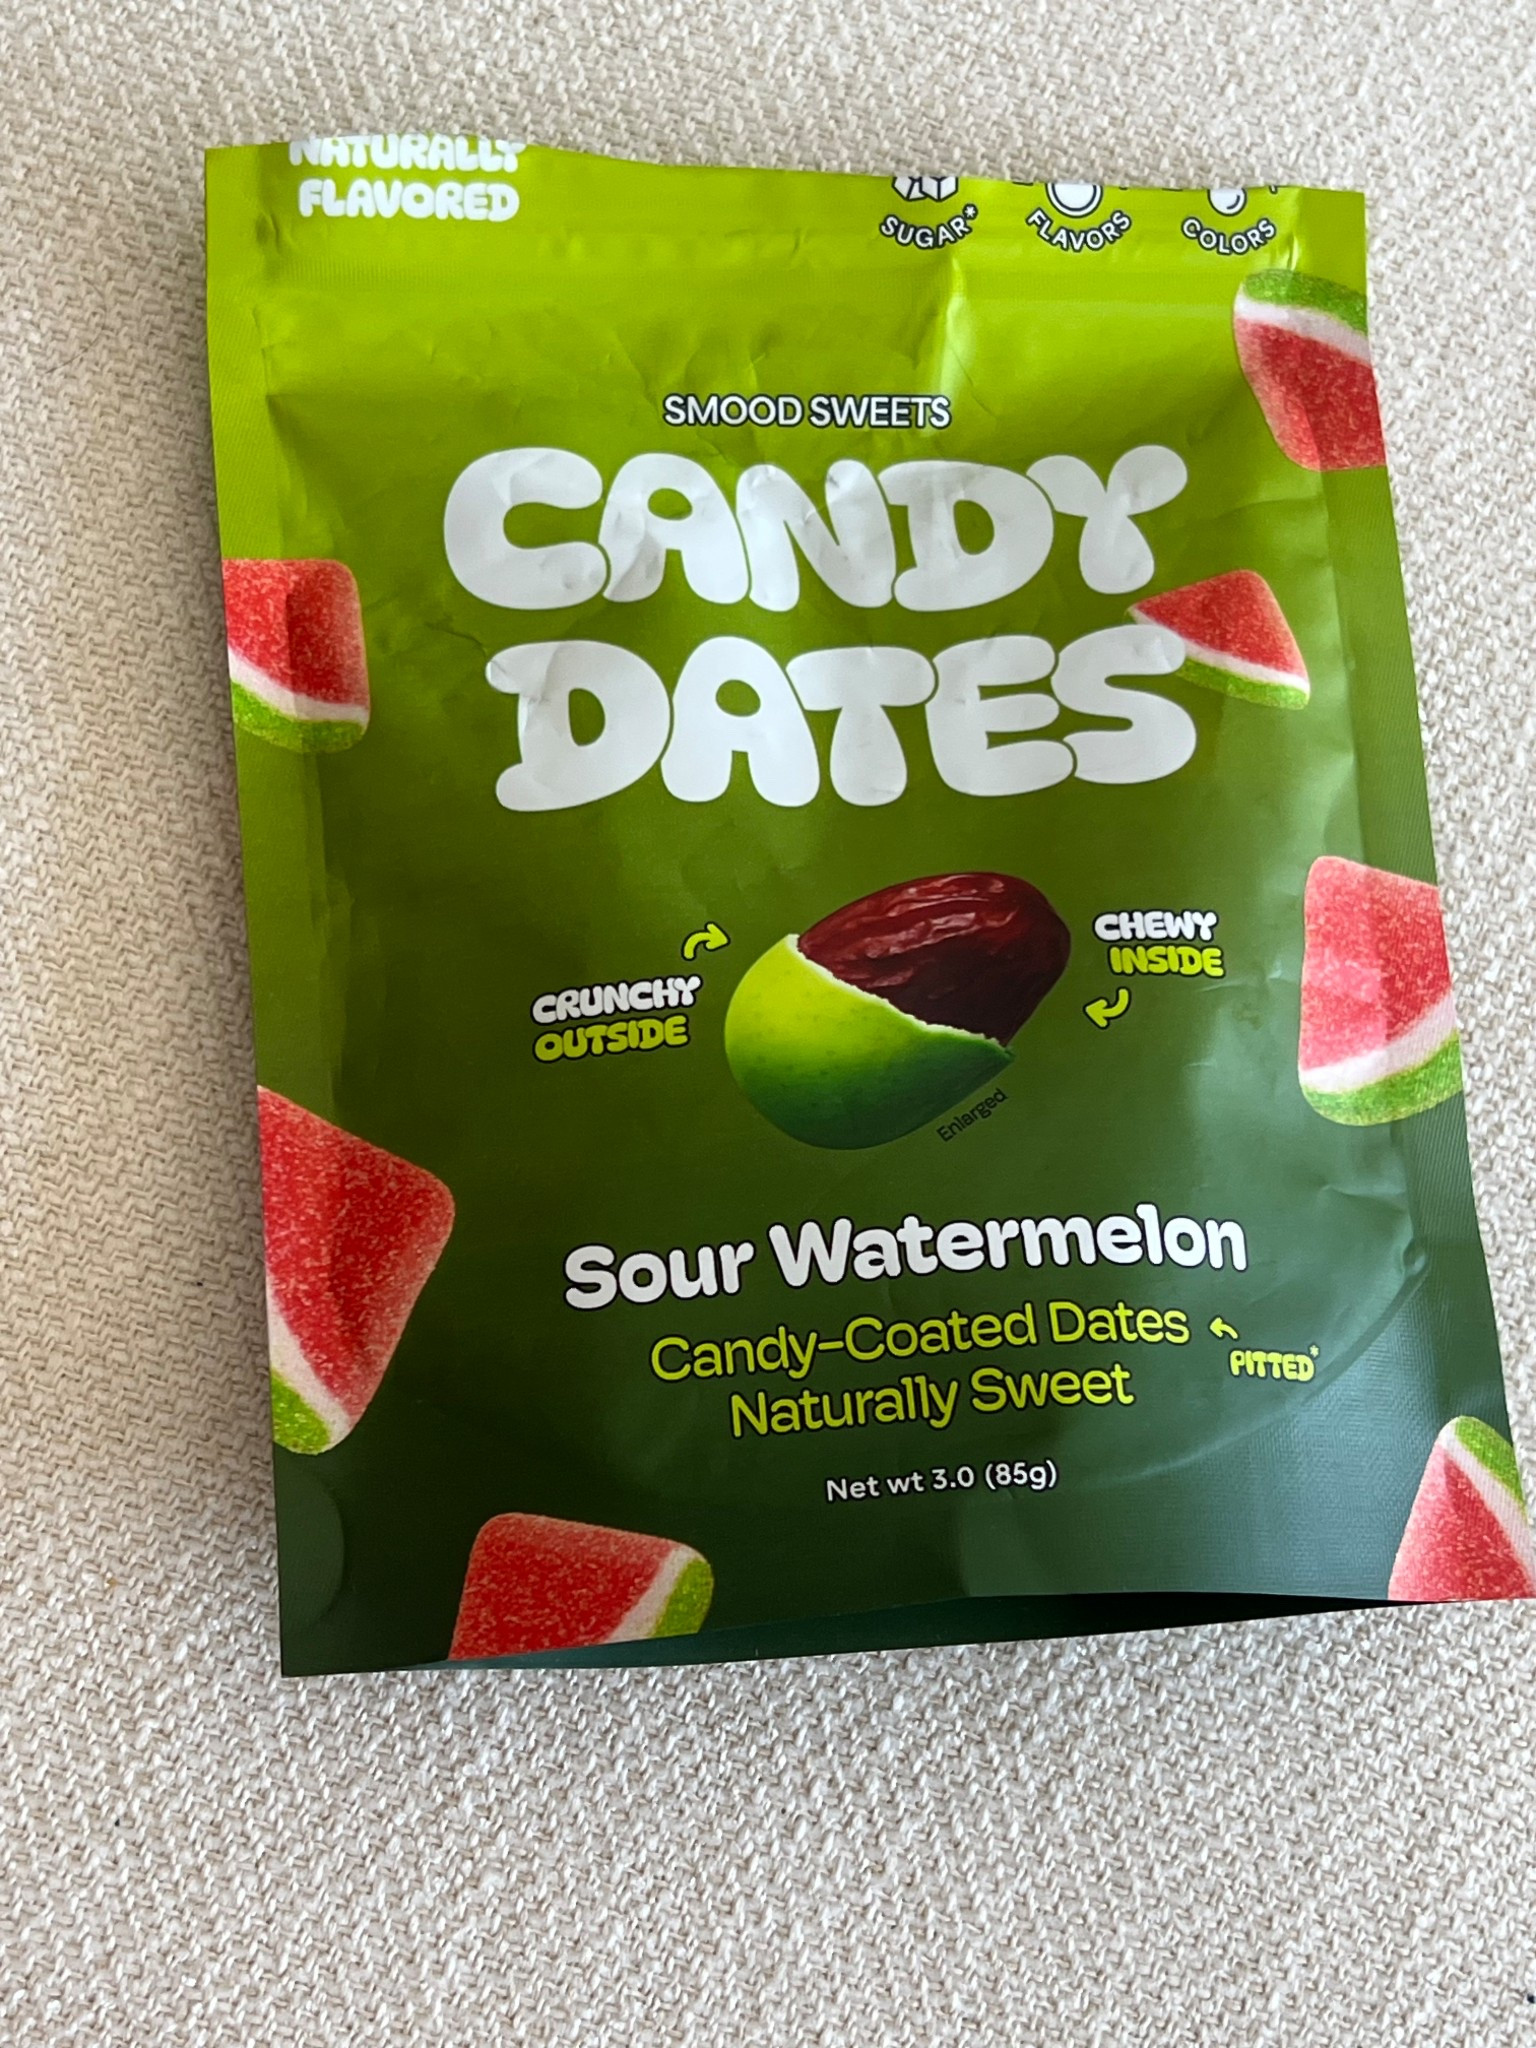 NATURALLY
FLAVORED
SUGAR*
FLAVORS
COLORS
SMOOD SWEETS
CANDY
DATES
CRUNCHY
OUTSIDE
CHEWY
INSIDE
Enlarged
Sour Watermelon
Candy-Coated Dates
PITTED*
Naturally Sweet
Net wt 3.0 (85g)